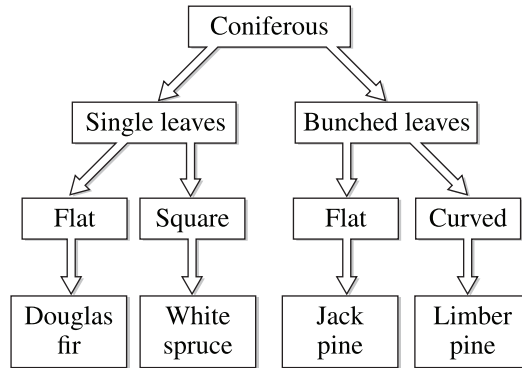 Coniferous
Single leaves
Bunched leaves
Flat
Square
Flat
Curved
Douglas
fir
White
spruce
Jack
pine
Limber
pine